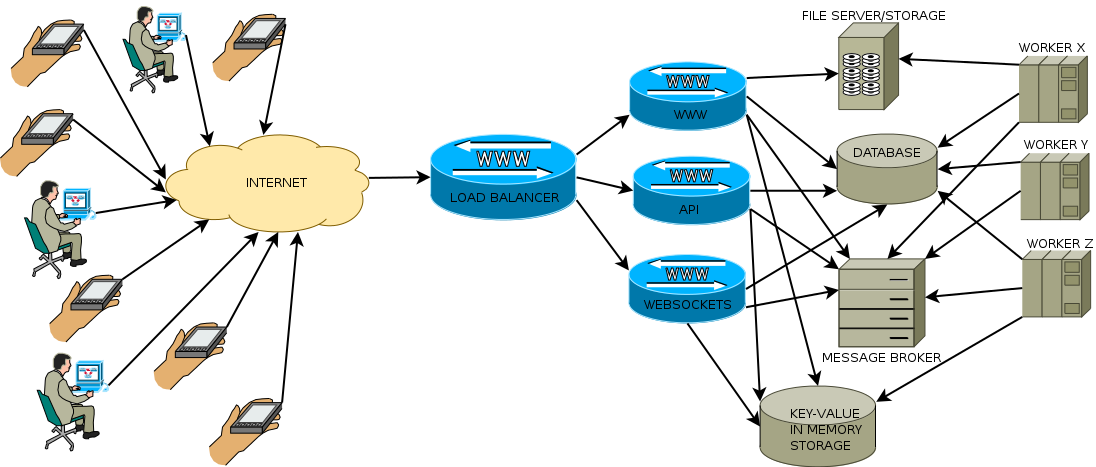 FILE SERVER/STORAGE
WORKER X
WWW
WWW
DATABASE
WORKER Y
INTERNET
WWW
LOAD BALANCER
WWW
API
WORKER Z
WWW
WEBSOCKETS
MESSAGE BROKER
KEY-VALUE
IN MEMORY
STORAGE